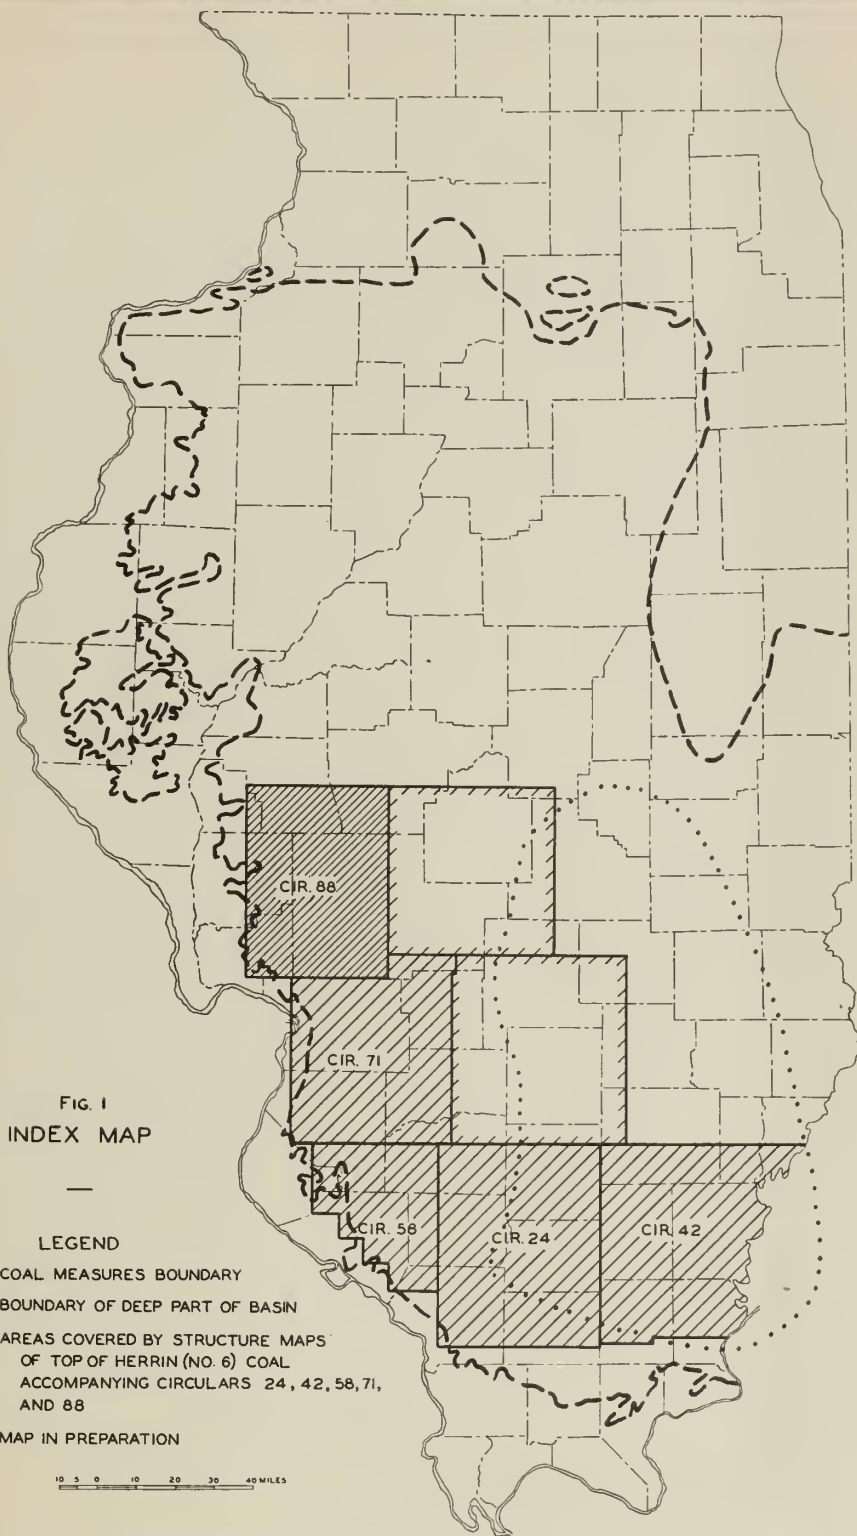 CIR. 88
CIR. 71
CIR. 58
CIR. 24
CIR. 42
FIG. 1
INDEX MAP
LEGEND
COAL MEASURES BOUNDARY
BOUNDARY OF DEEP PART OF BASIN
AREAS COVERED BY STRUCTURE MAPS
OF TOP OF HERRIN (NO. 6) COAL
ACCOMPANYING CIRCULARS 24, 42, 58, 71,
AND 88
MAP IN PREPARATION
10 5 0 10 20 30 40 MILES